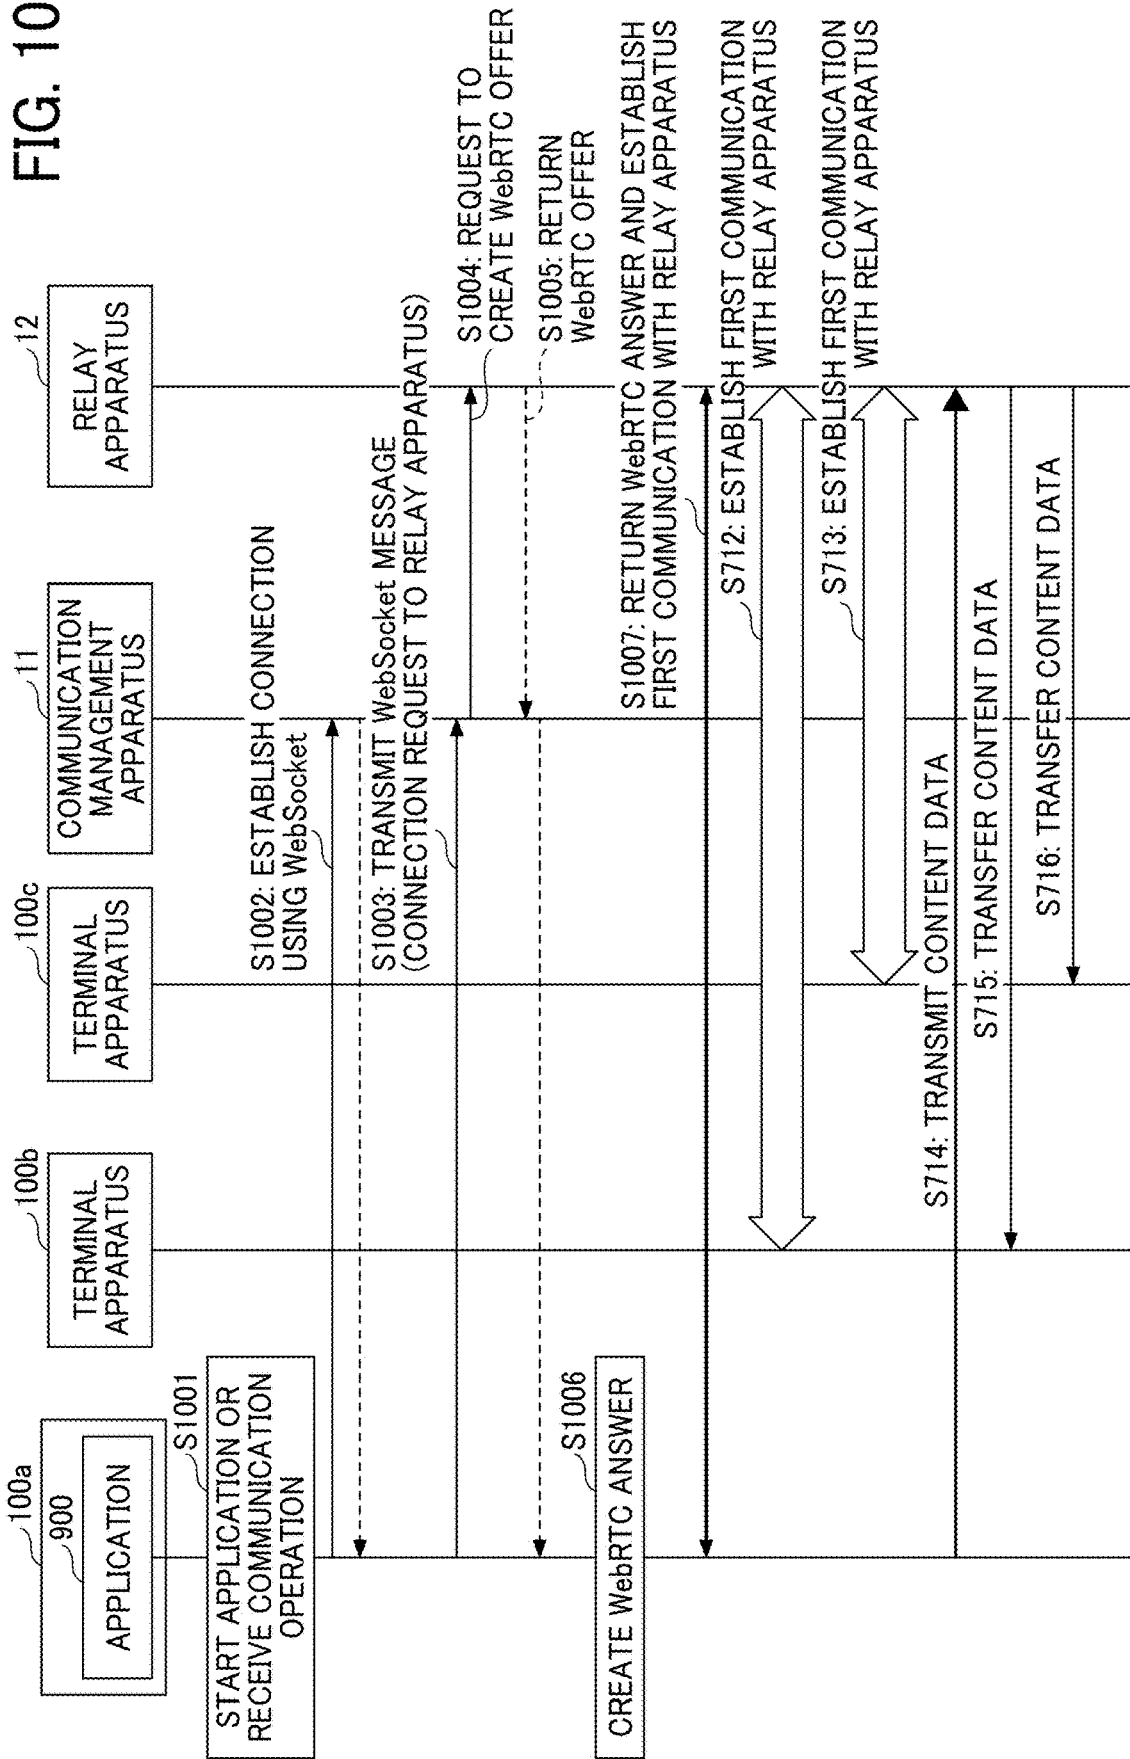 FIG. 10
100a
900
APPLICATION
100b
TERMINAL
APPARATUS
100c
TERMINAL
APPARATUS
11
COMMUNICATION
MANAGEMENT
APPARATUS
12
RELAY
APPARATUS
S1001
START APPLICATION OR
RECEIVE COMMUNICATION
OPERATION
S1002: ESTABLISH CONNECTION
USING WebSocket
S1003: TRANSMIT WebSocket MESSAGE
(CONNECTION REQUEST TO RELAY APPARATUS)
S1004: REQUEST TO
CREATE WebRTC OFFER
S1005: RETURN
WebRTC OFFER
S1006
CREATE WebRTC ANSWER
S1007: RETURN WebRTC ANSWER AND ESTABLISH
FIRST COMMUNICATION WITH RELAY APPARATUS
S712: ESTABLISH FIRST COMMUNICATION
WITH RELAY APPARATUS
S713: ESTABLISH FIRST COMMUNICATION
WITH RELAY APPARATUS
S714: TRANSMIT CONTENT DATA
S715: TRANSFER CONTENT DATA
S716: TRANSFER CONTENT DATA